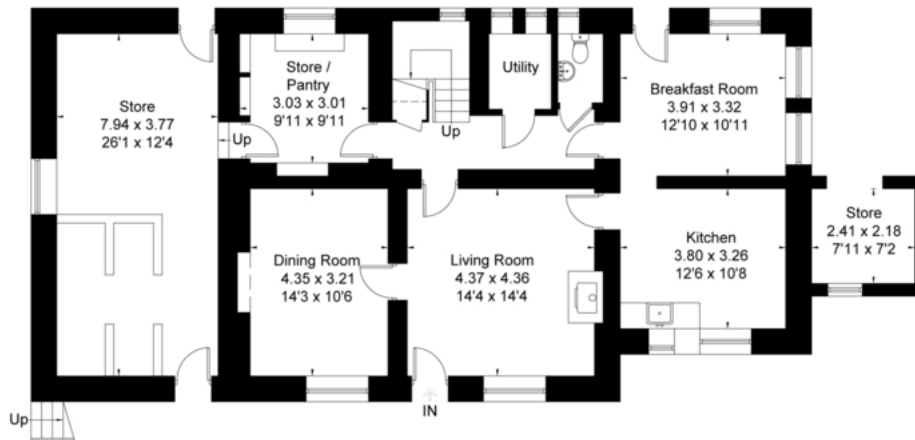 Store
7.94 x 3.77
26'1 x 12'4
Up
Store /
Pantry
3.03 x 3.01
9'11 x 9'11
Up
Utility
Up
Breakfast Room
3.91 x 3.32
12'10 x 10'11
Dining Room
4.35 x 3.21
14'3 x 10'6
Living Room
4.37 x 4.36
14'4 x 14'4
IN
Kitchen
3.80 x 3.26
12'6 x 10'8
Store
2.41 x 2.18
7'11 x 7'2